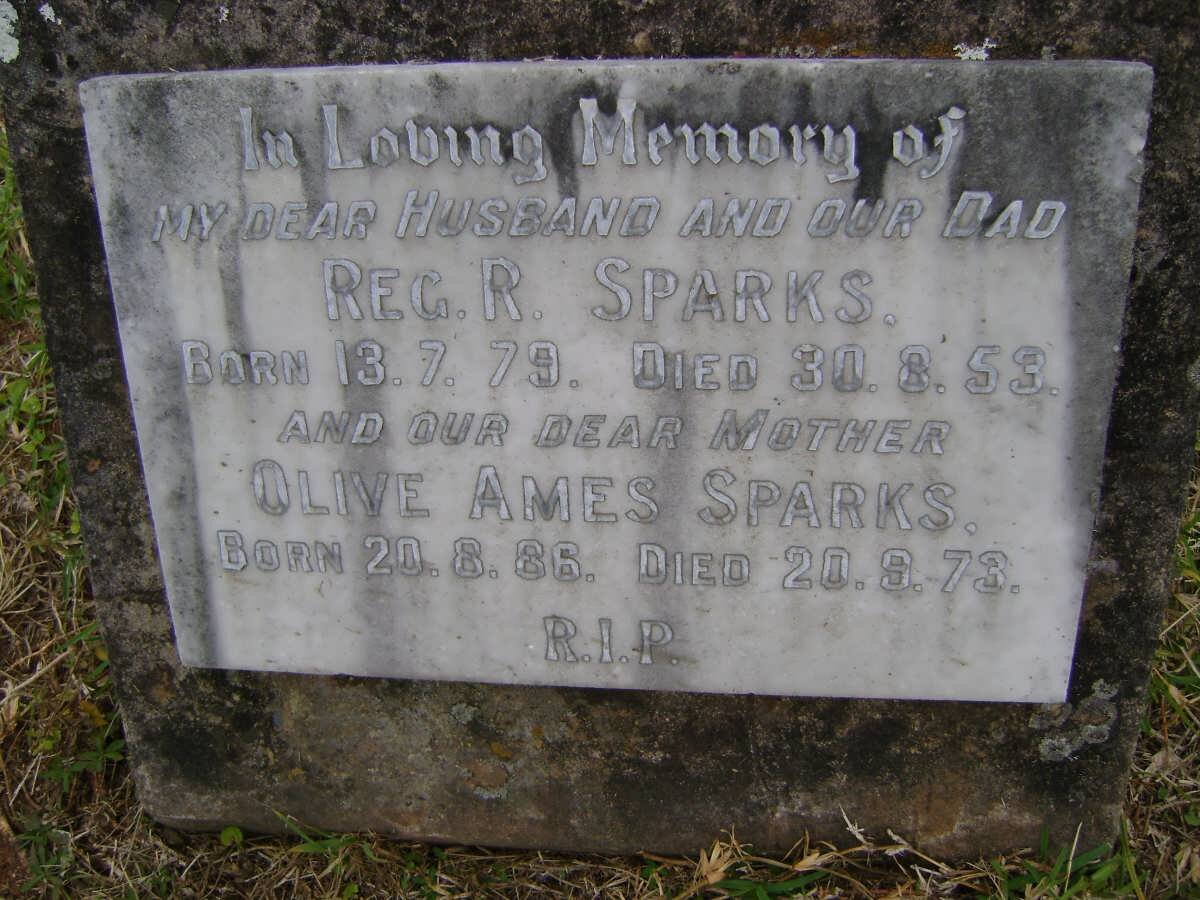 In Loving Memory of
MY DEAR HUSBAND AND OUR DAD
REG. R. SPARKS.
BORN 13.7.79. DIED 30.8.53.
AND OUR DEAR MOTHER
OLIVE AMES SPARKS,
BORN 20.8.86. DIED 20.9.73.
R.I.P.